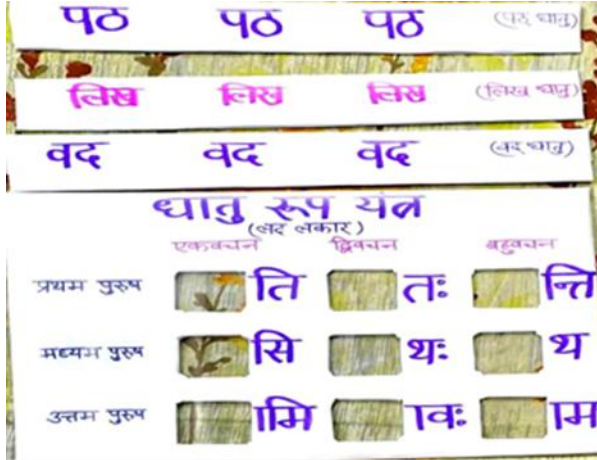 पठ पठ पठ (पठ् धातु)
लिख लिख लिख (लिख धातु)
वद वद वद (वद् धातु)
धातु रूप यंत्र
(लट लकार)
एकवचन द्विवचन बहुवचन
प्रथम पुरुष ति तः न्ति
मध्यम पुरुष सि थः थ
उत्तम पुरुष ामि ावः ाम